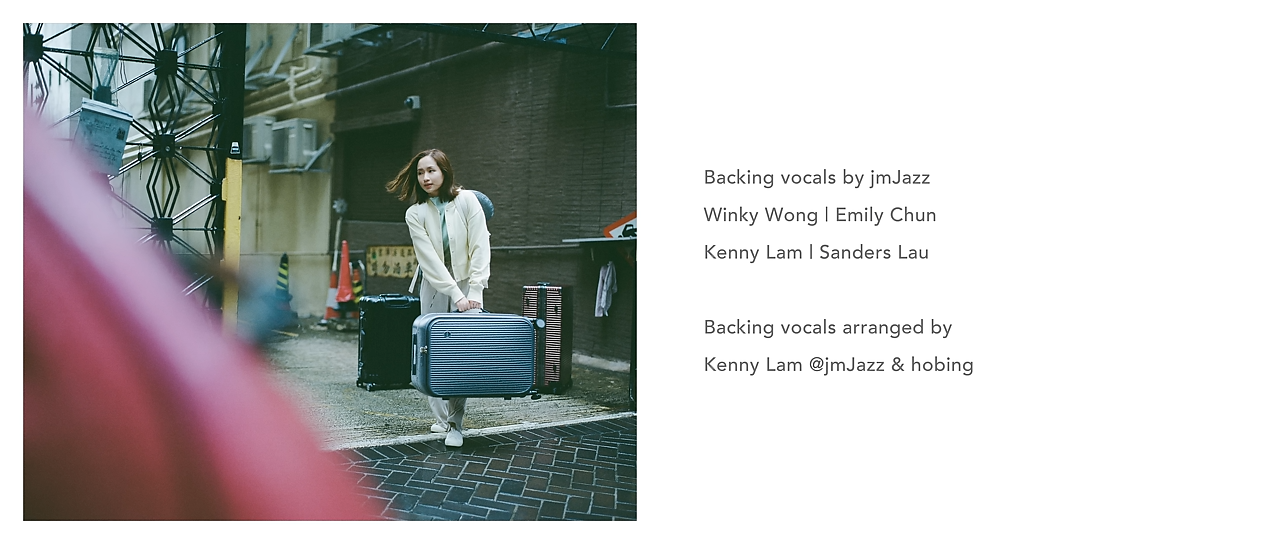 Backing vocals by jmJazz
Winky Wong | Emily Chun
Kenny Lam | Sanders Lau
Backing vocals arranged by
Kenny Lam @jmJazz & hobing